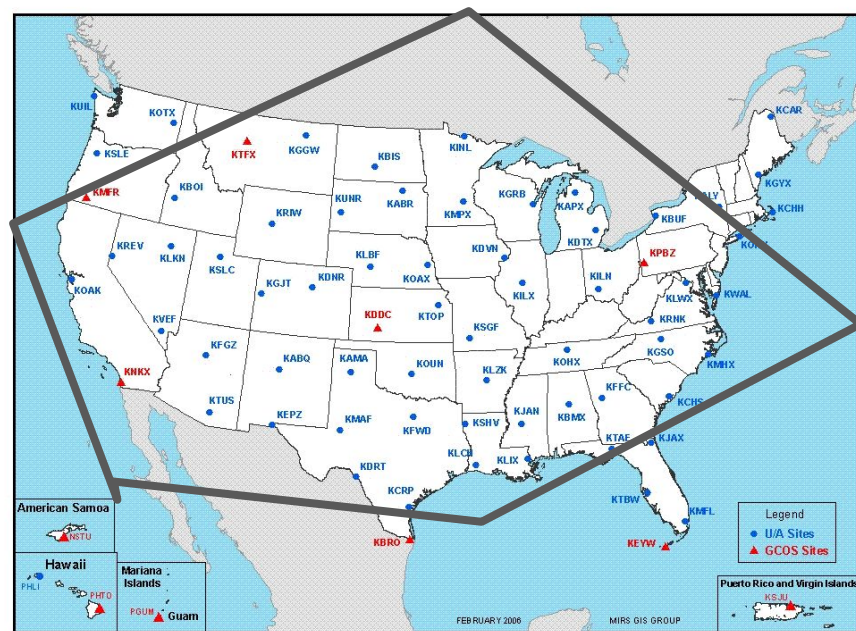 KUIL
KOTX
KCAR
KSLE
KTFX
KGGW
KBIS
KINL
KMFR
KBOI
KUNR
KABR
KMPX
KGRB
KAPX
KGYX
KRIW
KBUF
KCHH
KDTX
KREV
KLKN
KSLC
KLBF
KOAX
KDVN
KPBZ
KOAK
KGJT
KDNR
KILX
KILN
KLWX
KWAL
KVEF
KDDC
KTOP
KRNK
KSGF
KGSO
KMHX
KNKX
KFGZ
KABQ
KAMA
KOUN
KLZK
KOHX
KTUS
KEPZ
KMAF
KFWD
KSHV
KJAN
KBMX
KFFC
KCHS
KDRT
KLCH
KLIX
KTAE
KJAX
KCRP
KTBW
KMFL
KBRO
KEYW
American Samoa
NSTU
Hawaii
PHLI
PHTO
Mariana
Islands
PGUM
Guam
Legend
U/A Sites
GCOS Sites
Puerto Rico and Virgin Islands
KSJU
FEBRUARY 2006
MIRS GIS GROUP